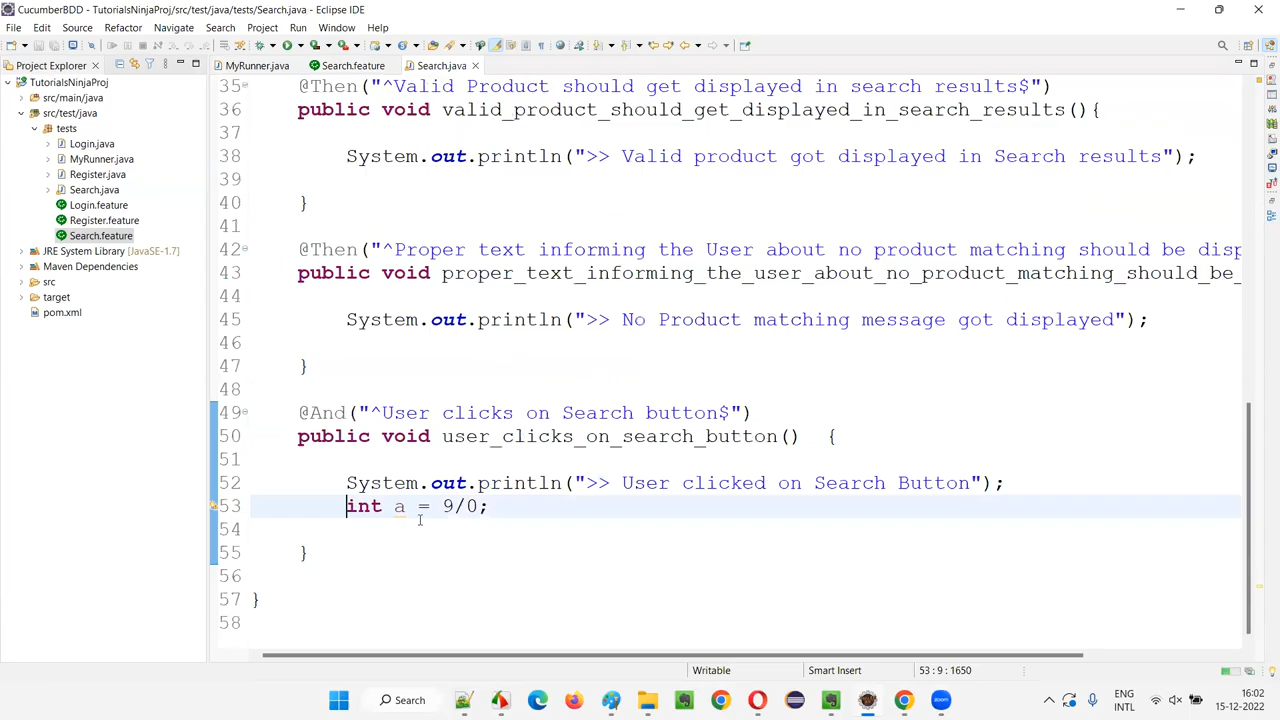 CucumberBDD - TutorialsNinjaProj/src/test/java/tests/Search.java - Eclipse IDE
File Edit Source Refactor Navigate Search Project Run Window Help
Project Explorer
MyRunner.java Search.feature Search.java
TutorialsNinjaProj
src/main/java
src/test/java
tests
Login.java
MyRunner.java
Register.java
Search.java
Login.feature
Register.feature
Search.feature
JRE System Library [JavaSE-1.7]
Maven Dependencies
src
target
pom.xml
35 @Then("^Valid Product should get displayed in search results$")
36 public void valid_product_should_get_displayed_in_search_results(){
37
38 System.out.println(">> Valid product got displayed in Search results");
39
40 }
41
42 @Then("^Proper text informing the User about no product matching should be disp
43 public void proper_text_informing_the_user_about_no_product_matching_should_be_
44
45 System.out.println(">> No Product matching message got displayed");
46
47 }
48
49 @And("^User clicks on Search button$")
50 public void user_clicks_on_search_button()  {
51
52 System.out.println(">> User clicked on Search Button");
53 int a = 9/0;
54
55 }
56
57 }
58
Writable Smart Insert 53 : 9 : 1650
Search
ENG
INTL
16:02
15-12-2022